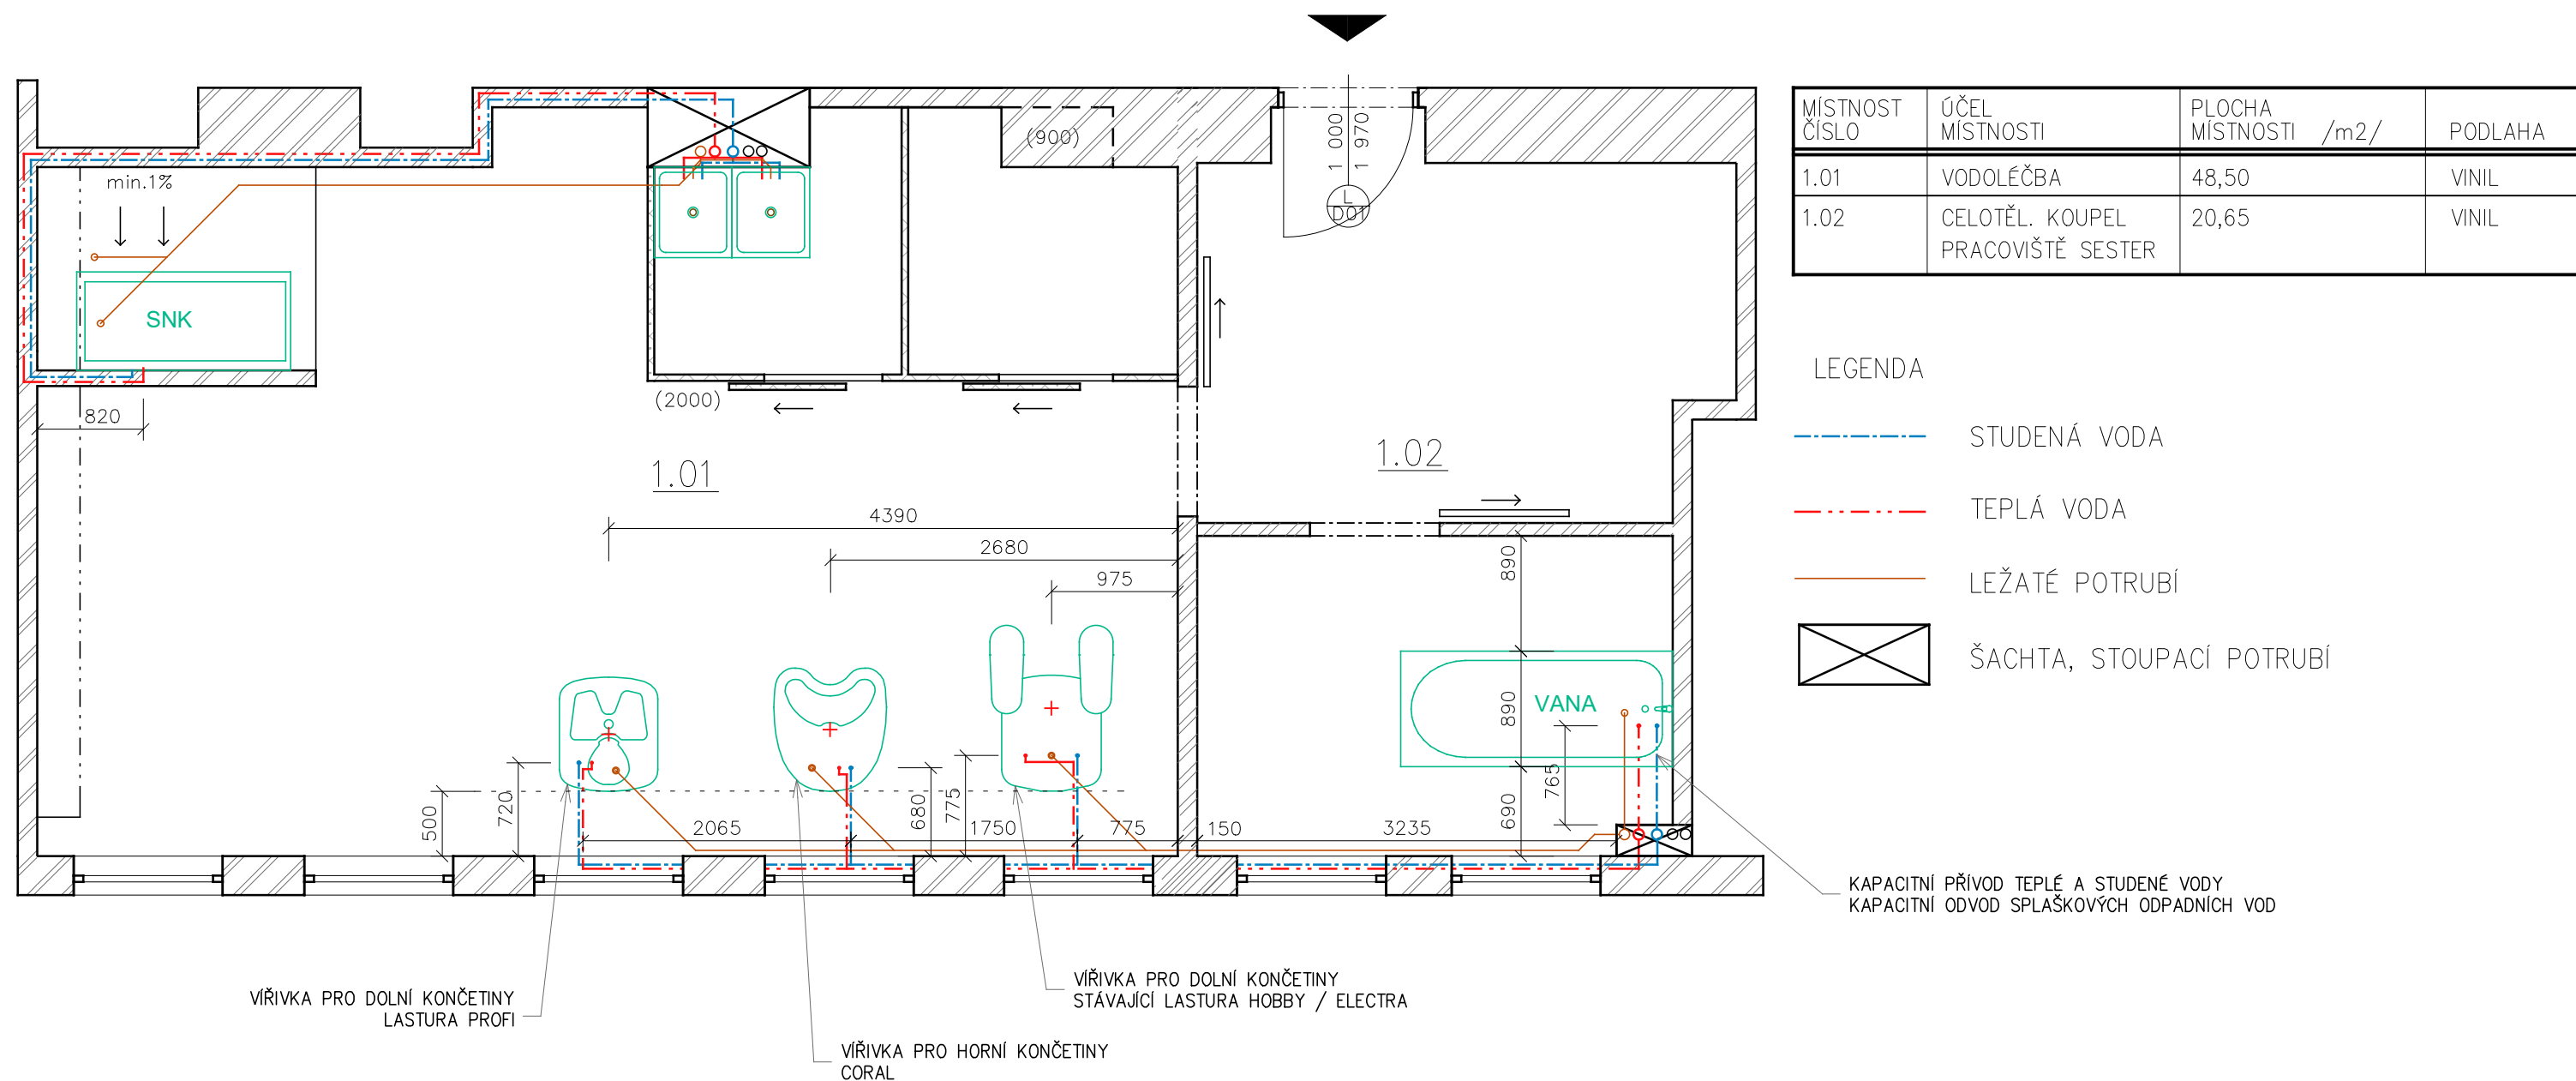 MÍSTNOST ČÍSLO
ÚČEL MÍSTNOSTI
PLOCHA MÍSTNOSTI /m2/
PODLAHA
1.01 VODOLÉČBA 48,50 VINIL
1.02 CELOTĚL. KOUPEL 20,65 VINIL
PRACOVIŠTĚ SESTER
LEGENDA
STUDENÁ VODA
TEPLÁ VODA
LEŽATÉ POTRUBÍ
ŠACHTA, STOUPACÍ POTRUBÍ
1 000
1 970
L
D01
(900)
min.1%
SNK
820
(2000)
1.01
1.02
4390
2680
975
890
890
690
765
VANA
500
720
680
775
2065
1750
775
150
3235
KAPACITNÍ PŘÍVOD TEPLÉ A STUDENÉ VODY
KAPACITNÍ ODVOD SPLAŠKOVÝCH ODPADNÍCH VOD
VÍŘIVKA PRO DOLNÍ KONČETINY
LASTURA PROFI
VÍŘIVKA PRO DOLNÍ KONČETINY
STÁVAJÍCÍ LASTURA HOBBY / ELECTRA
VÍŘIVKA PRO HORNÍ KONČETINY
CORAL